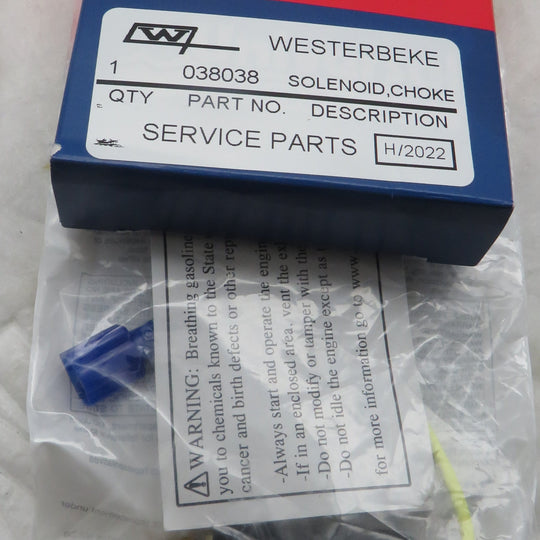 W WESTERBEKE
1 038038 SOLENOID,CHOKE
QTY PART NO. DESCRIPTION
SERVICE PARTS H/2022
WARNING: Breathing gasoline
you to chemicals known to the State
cancer and birth defects or other rep
-Always start and operate the engin
-If in an enclosed area, vent the ex
-Do not modify or tamper with the
-Do not idle the engine except as
for more information go to www.